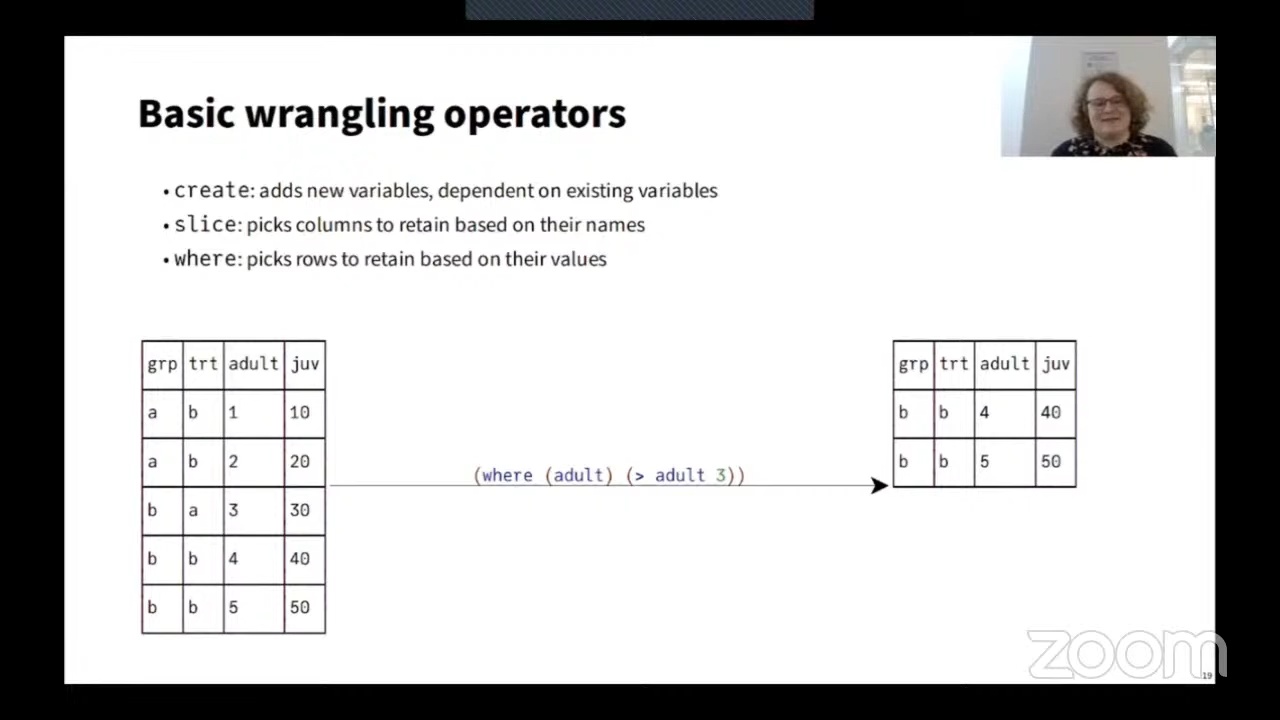 Basic wrangling operators
• create: adds new variables, dependent on existing variables
• slice: picks columns to retain based on their names
• where: picks rows to retain based on their values
grp trt adult juv
a b 1 10
a b 2 20
b a 3 30
b b 4 40
b b 5 50
(where (adult) (> adult 3))
grp trt adult juv
b b 4 40
b b 5 50
zoom
19